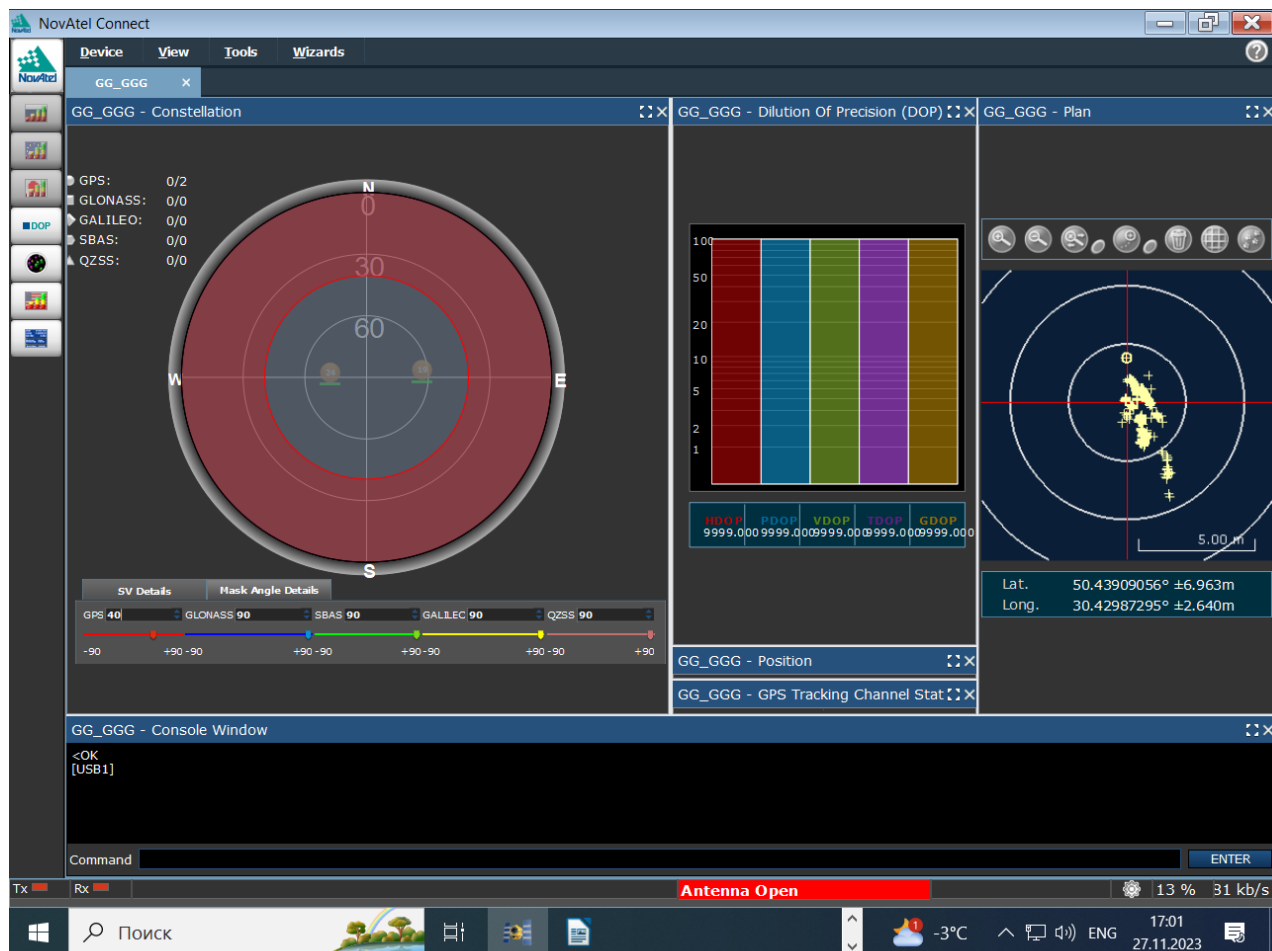 NovAtel Connect
NovAtel
Device View Tools Wizards
GG_GGG
GG_GGG - Constellation
GPS: 0/2
GLONASS: 0/0
GALILEO: 0/0
SBAS: 0/0
QZSS: 0/0
N
0
30
60
24
W
E
S
SV Details Mask Angle Details
GPS 40 GLONASS 90 SBAS 90 GALILEC 90 QZSS 90
-90 +90 -90 +90 -90 +90 -90 +90 -90 +90
GG_GGG - Dilution Of Precision (DOP)
100
50
20
10
5
2
1
HDOP PDOP VDOP TDOP GDOP
9999.000 9999.000 9999.000 9999.000 9999.000
GG_GGG - Position
GG_GGG - GPS Tracking Channel Stat
GG_GGG - Plan
5.00 m
Lat. 50.43909056° ±6.963m
Long. 30.42987295° ±2.640m
DOP
GG_GGG - Console Window
<OK
[USB1]
Command
ENTER
Tx Rx Antenna Open 13 % 31 kb/s
Поиск
1
-3°C
ENG
17:01
27.11.2023